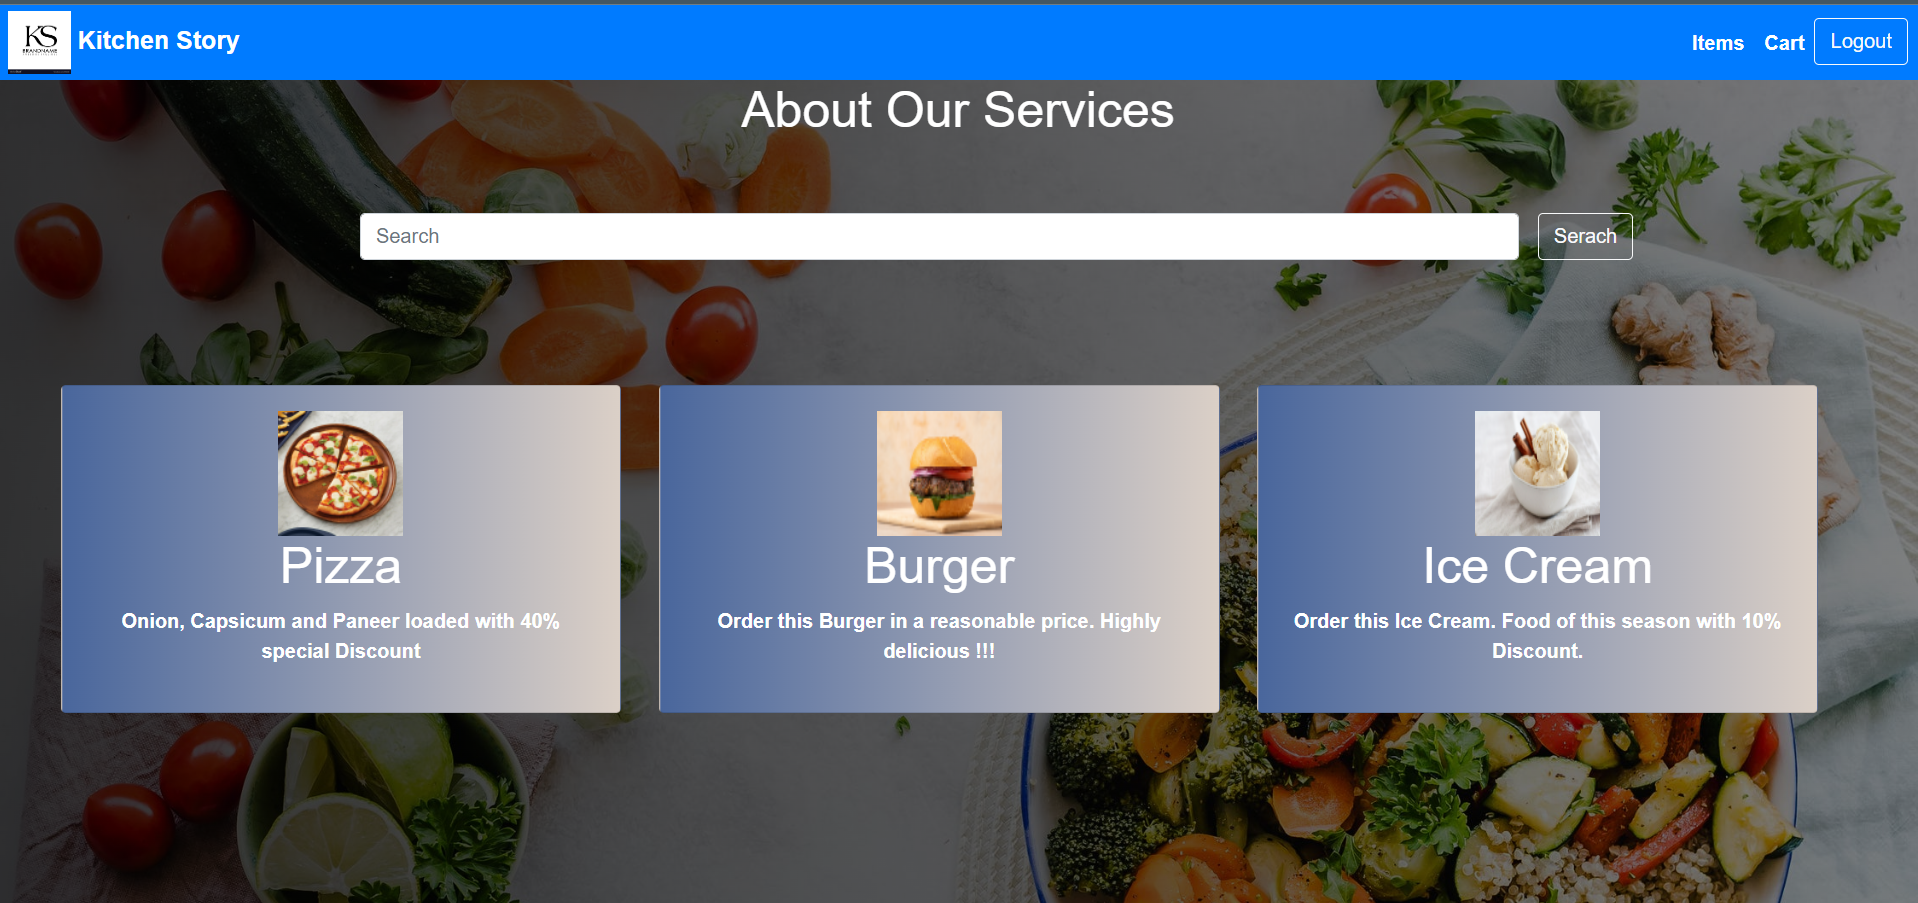 KS
BRANDNAME
Kitchen Story
Items
Cart
Logout
About Our Services
Search
Serach
Pizza
Onion, Capsicum and Paneer loaded with 40%
special Discount
Burger
Order this Burger in a reasonable price. Highly
delicious !!!
Ice Cream
Order this Ice Cream. Food of this season with 10%
Discount.